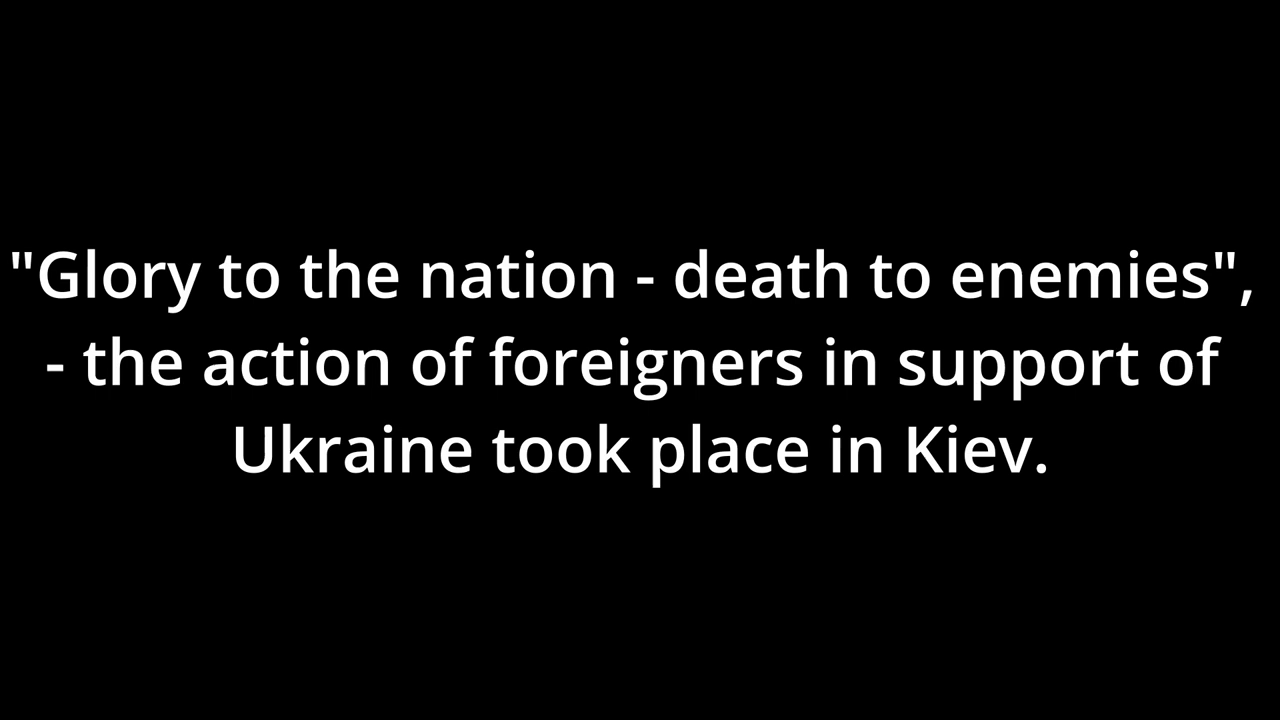 "Glory to the nation - death to enemies",
- the action of foreigners in support of
Ukraine took place in Kiev.